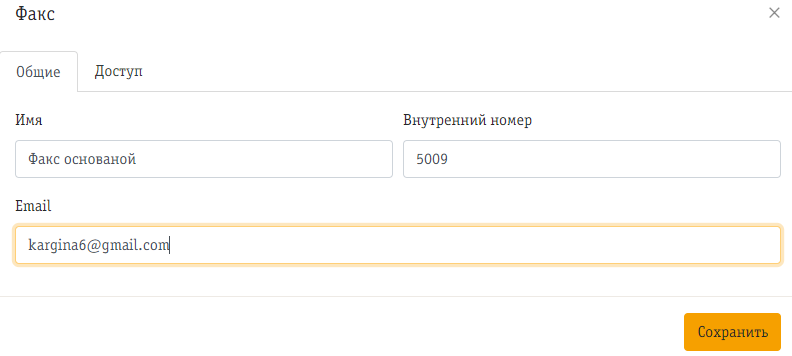 Факс
Общие Доступ
Имя Внутренний номер
Факс основаной 5009
Email
kargina6@gmail.com
Сохранить